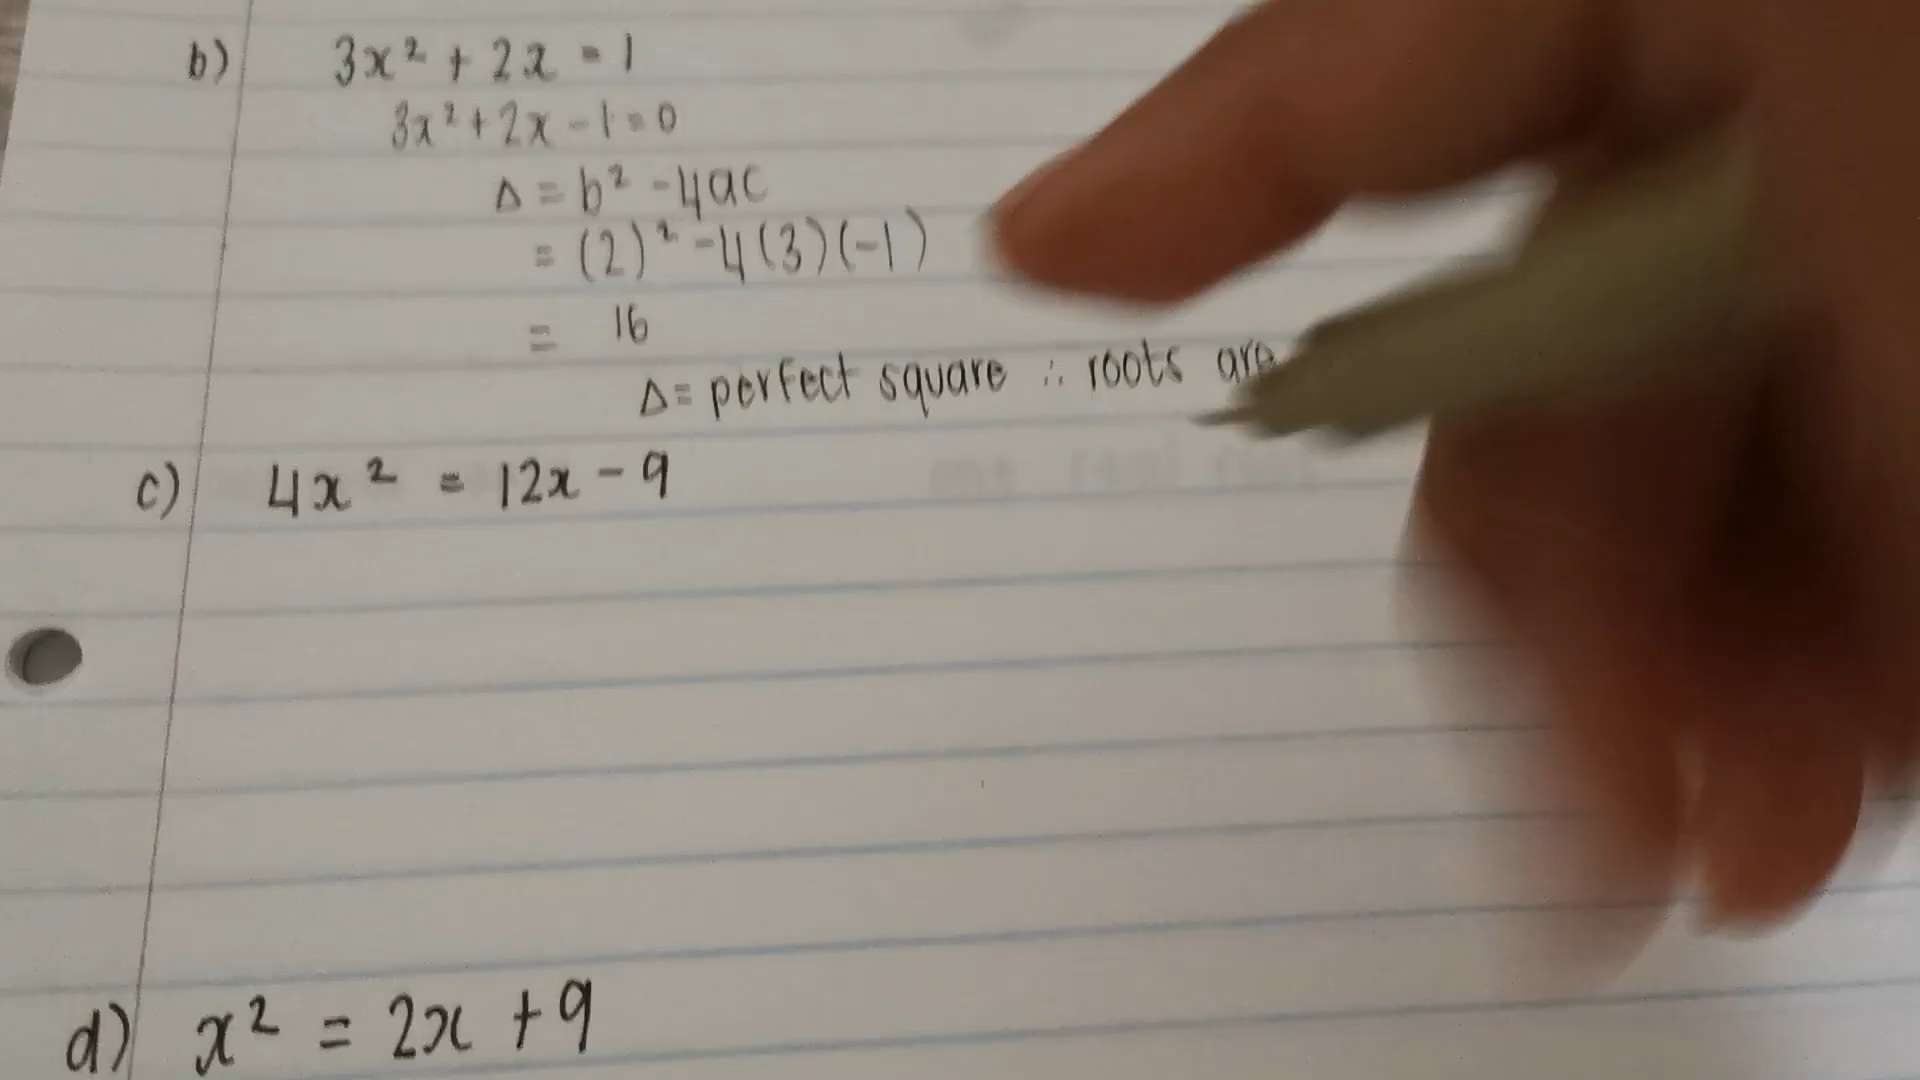 b) 3x² + 2x = 1
3x² + 2x - 1 = 0
Δ = b² - 4ac
= (2)² - 4(3)(-1)
= 16
Δ = perfect square ∴ roots are
c) 4x² = 12x - 9
d) x² = 2x + 9